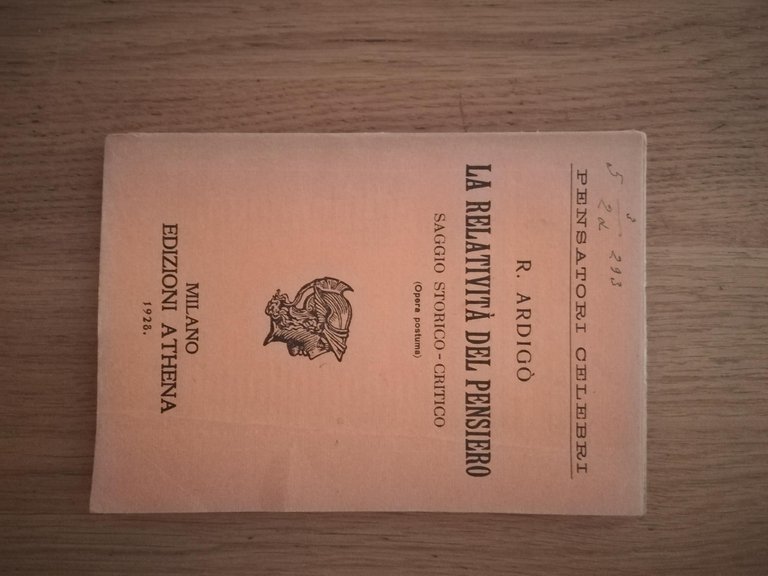 PENSATORI CELEBRI
R. ARDIGÒ
LA RELATIVITÀ DEL PENSIERO
SAGGIO STORICO - CRITICO
(Opera postuma)
MILANO
EDIZIONI ATHENA
1928.